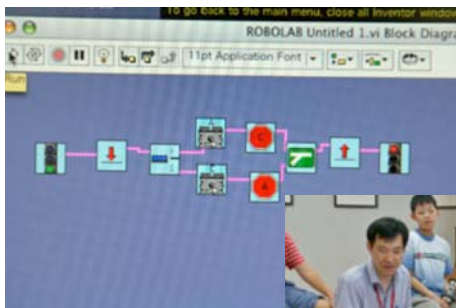 To go back to the main menu, close all Inventor window
ROBOLAB Untitled 1.vi Block Diagra
11pt Application Font
Run
A
C
C
A